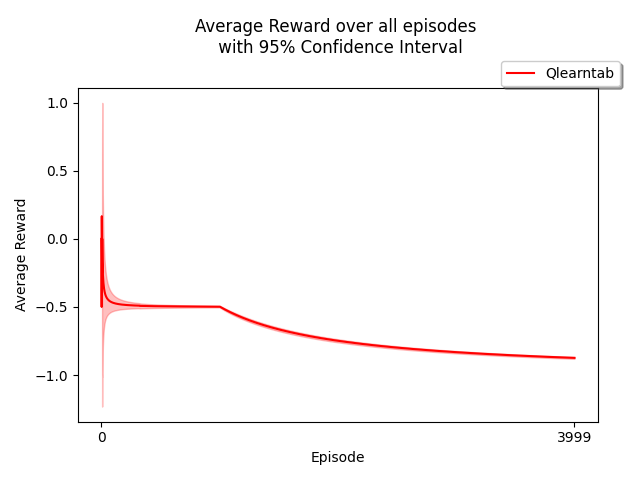 Average Reward over all episodes
with 95% Confidence Interval
Qlearntab
1.0
0.5
0.0
−0.5
−1.0
Average Reward
0
3999
Episode